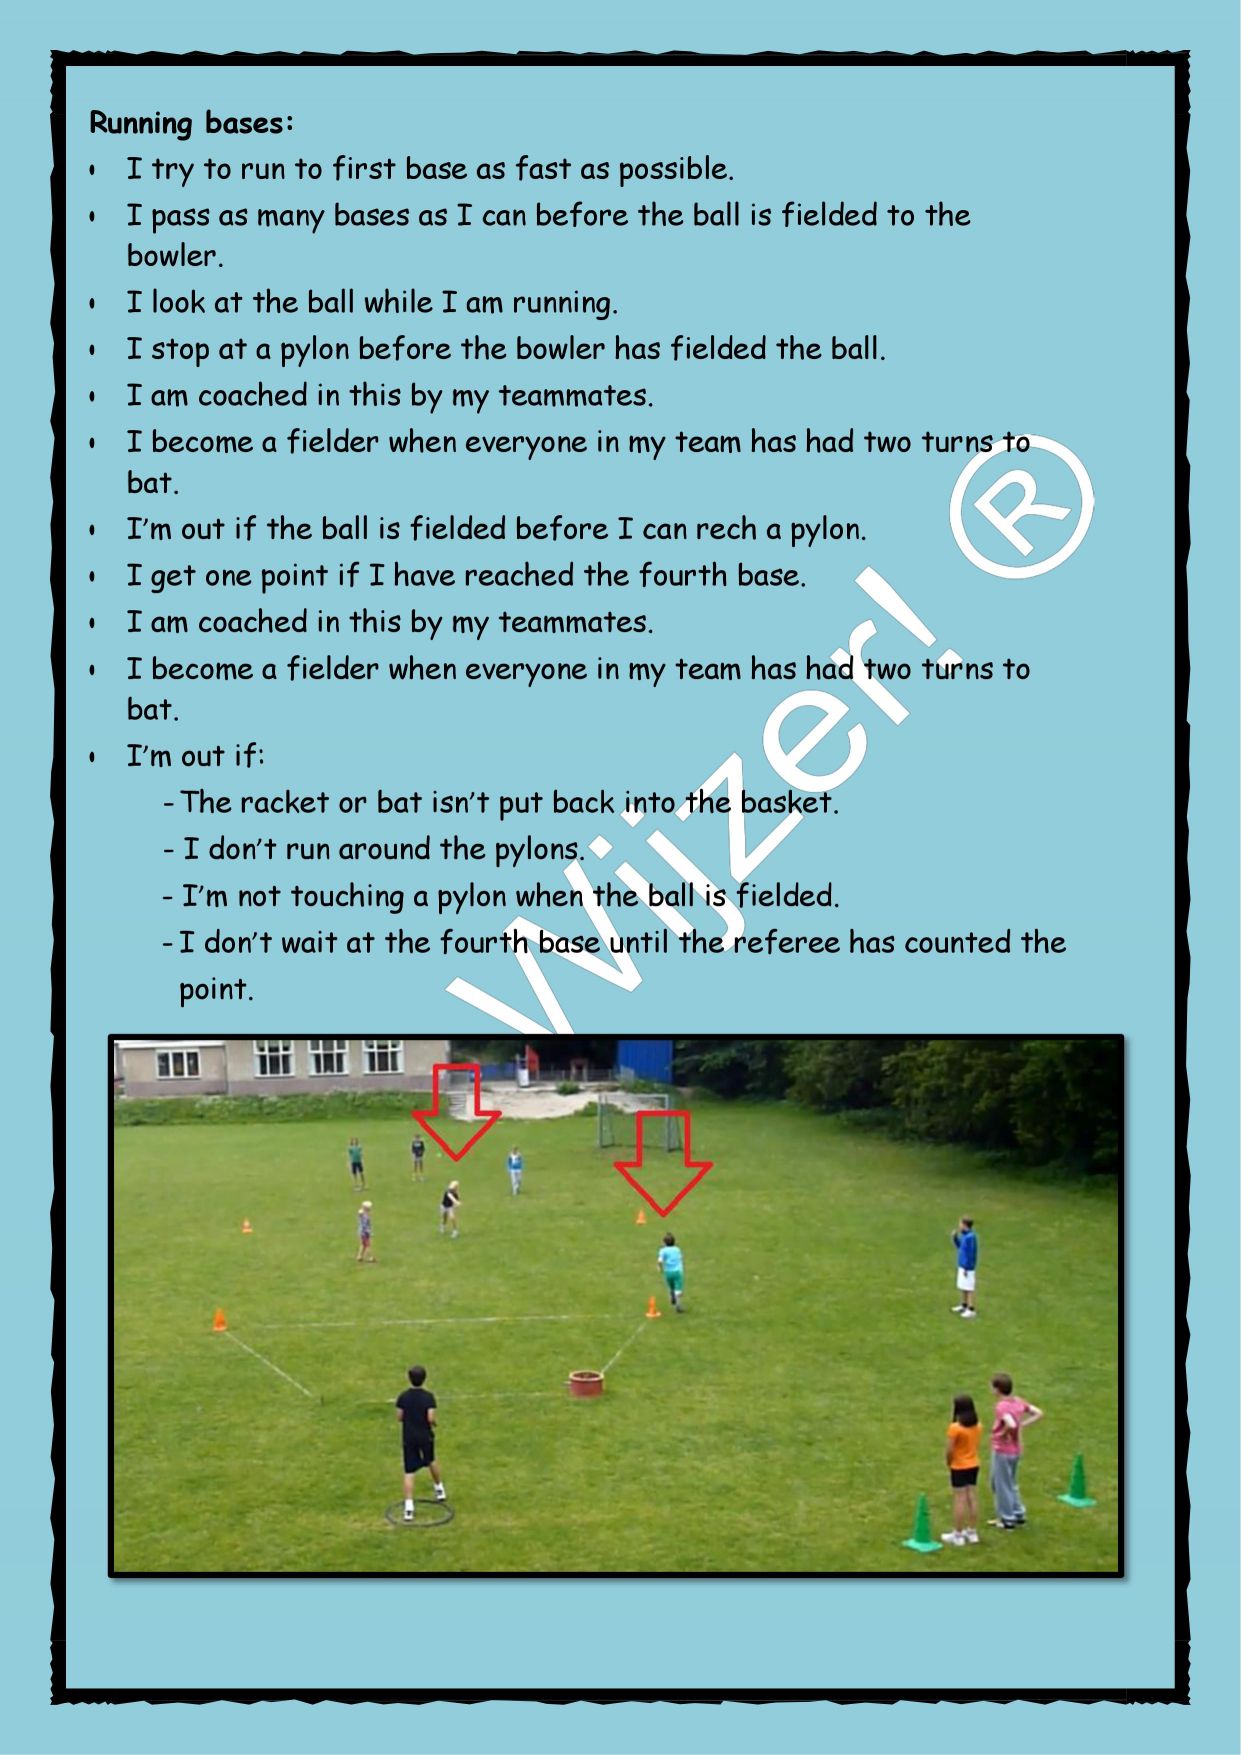 Running bases:
• I try to run to first base as fast as possible.
• I pass as many bases as I can before the ball is fielded to the
bowler.
• I look at the ball while I am running.
• I stop at a pylon before the bowler has fielded the ball.
• I am coached in this by my teammates.
• I become a fielder when everyone in my team has had two turns to
bat.
• I’m out if the ball is fielded before I can rech a pylon.
• I get one point if I have reached the fourth base.
• I am coached in this by my teammates.
• I become a fielder when everyone in my team has had two turns to
bat.
• I’m out if:
- The racket or bat isn’t put back into the basket.
- I don’t run around the pylons.
- I’m not touching a pylon when the ball is fielded.
- I don’t wait at the fourth base until the referee has counted the
point.
Wijzer! ®